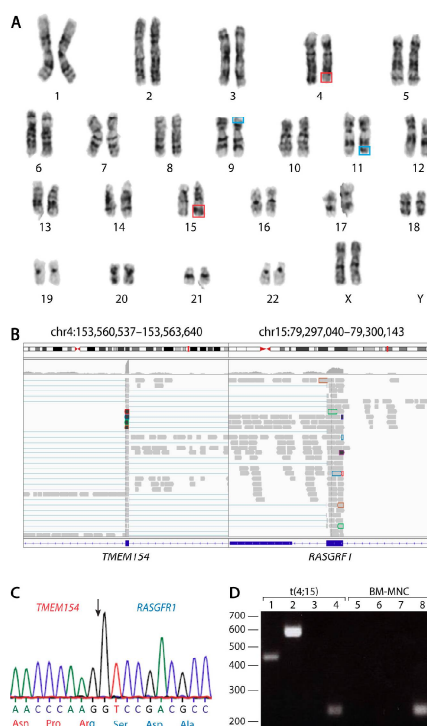 A
1 2 3 4 5
6 7 8 9 10 11 12
13 14 15 16 17 18
19 20 21 22 X Y
B
chr4:153,560,537–153,563,640 chr15:79,297,040–79,300,143
TMEM154 RASGRF1
C
TMEM154 RASGFR1
A A C C C A A G G T C C G A C G C C
Asn Pro Arg Ser Asp Ala
D
t(4;15) BM-MNC
1 2 3 4 5 6 7 8
700
600
500
400
300
200